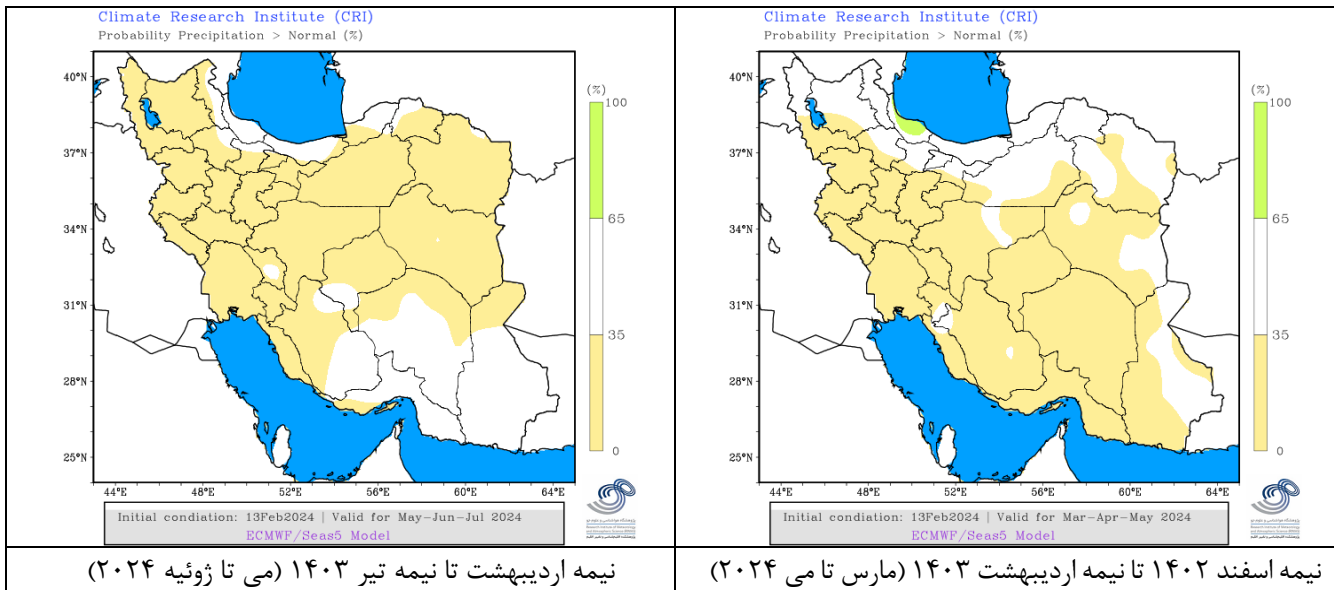 Climate Research Institute (CRI)
Probability Precipitation > Normal (%)
40°N
37°N
34°N
31°N
28°N
25°N
44°E
48°E
52°E
56°E
60°E
64°E
(%)
100
65
35
0
Initial condiation: 13Feb2024 | Valid for May-Jun-Jul 2024
ECMWF/Seas5 Model
نیمه اردیبهشت تا نیمه تیر ۱۴۰۳ (می تا ژوئیه ۲۰۲۴)
Climate Research Institute (CRI)
Probability Precipitation > Normal (%)
40°N
37°N
34°N
31°N
28°N
25°N
44°E
48°E
52°E
56°E
60°E
64°E
(%)
100
65
35
0
Initial condiation: 13Feb2024 | Valid for Mar-Apr-May 2024
ECMWF/Seas5 Model
نیمه اسفند ۱۴۰۲ تا نیمه اردیبهشت ۱۴۰۳ (مارس تا می ۲۰۲۴)